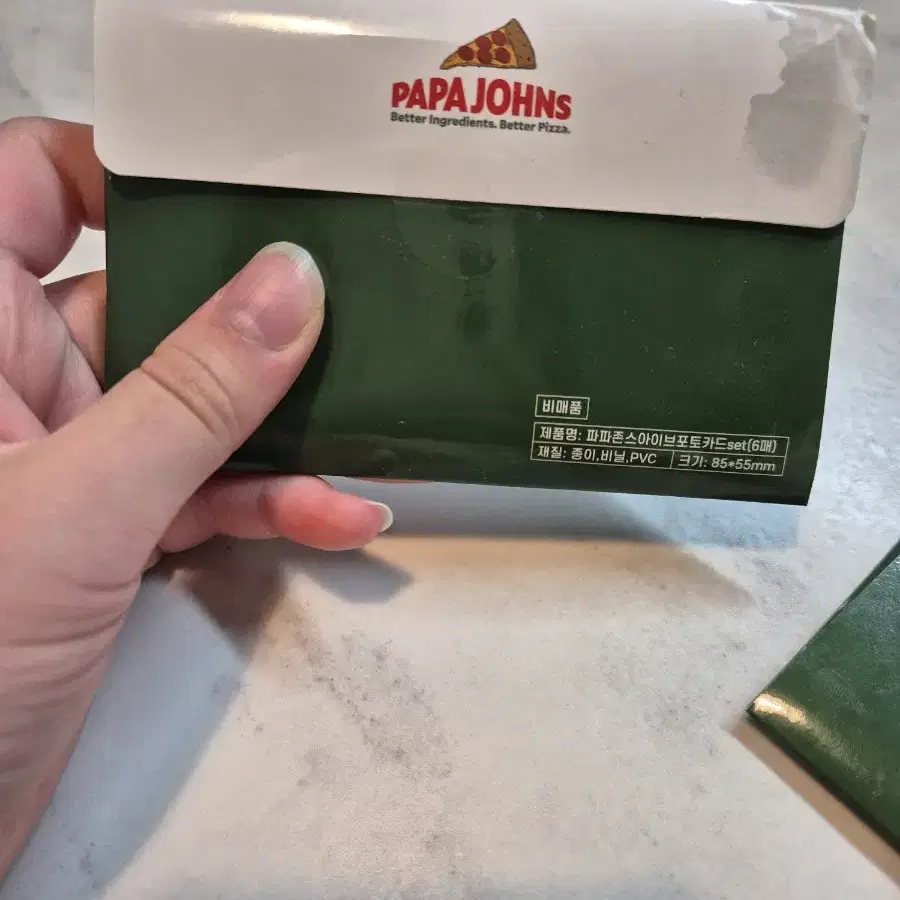 PAPA JOHNS
Better Ingredients. Better Pizza.
비매품
제품명: 파파존스아이브포토카드set(6매)
재질: 종이,비닐,PVC 크기: 85*55mm